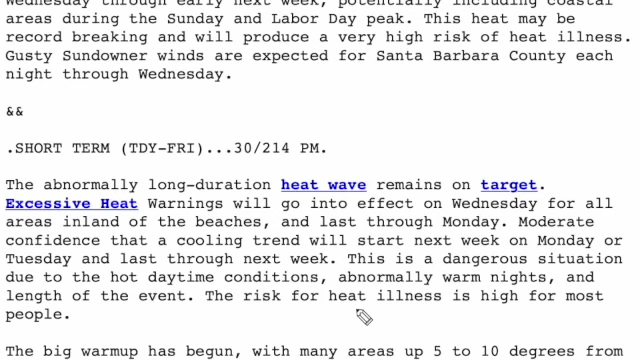 Wednesday through early next week, potentially including coastal
areas during the Sunday and Labor Day peak. This heat may be
record breaking and will produce a very high risk of heat illness.
Gusty Sundowner winds are expected for Santa Barbara County each
night through Wednesday.
&&
.SHORT TERM (TDY-FRI)...30/214 PM.
The abnormally long-duration heat wave remains on target.
Excessive Heat Warnings will go into effect on Wednesday for all
areas inland of the beaches, and last through Monday. Moderate
confidence that a cooling trend will start next week on Monday or
Tuesday and last through next week. This is a dangerous situation
due to the hot daytime conditions, abnormally warm nights, and
length of the event. The risk for heat illness is high for most
people.
The big warmup has begun, with many areas up 5 to 10 degrees from